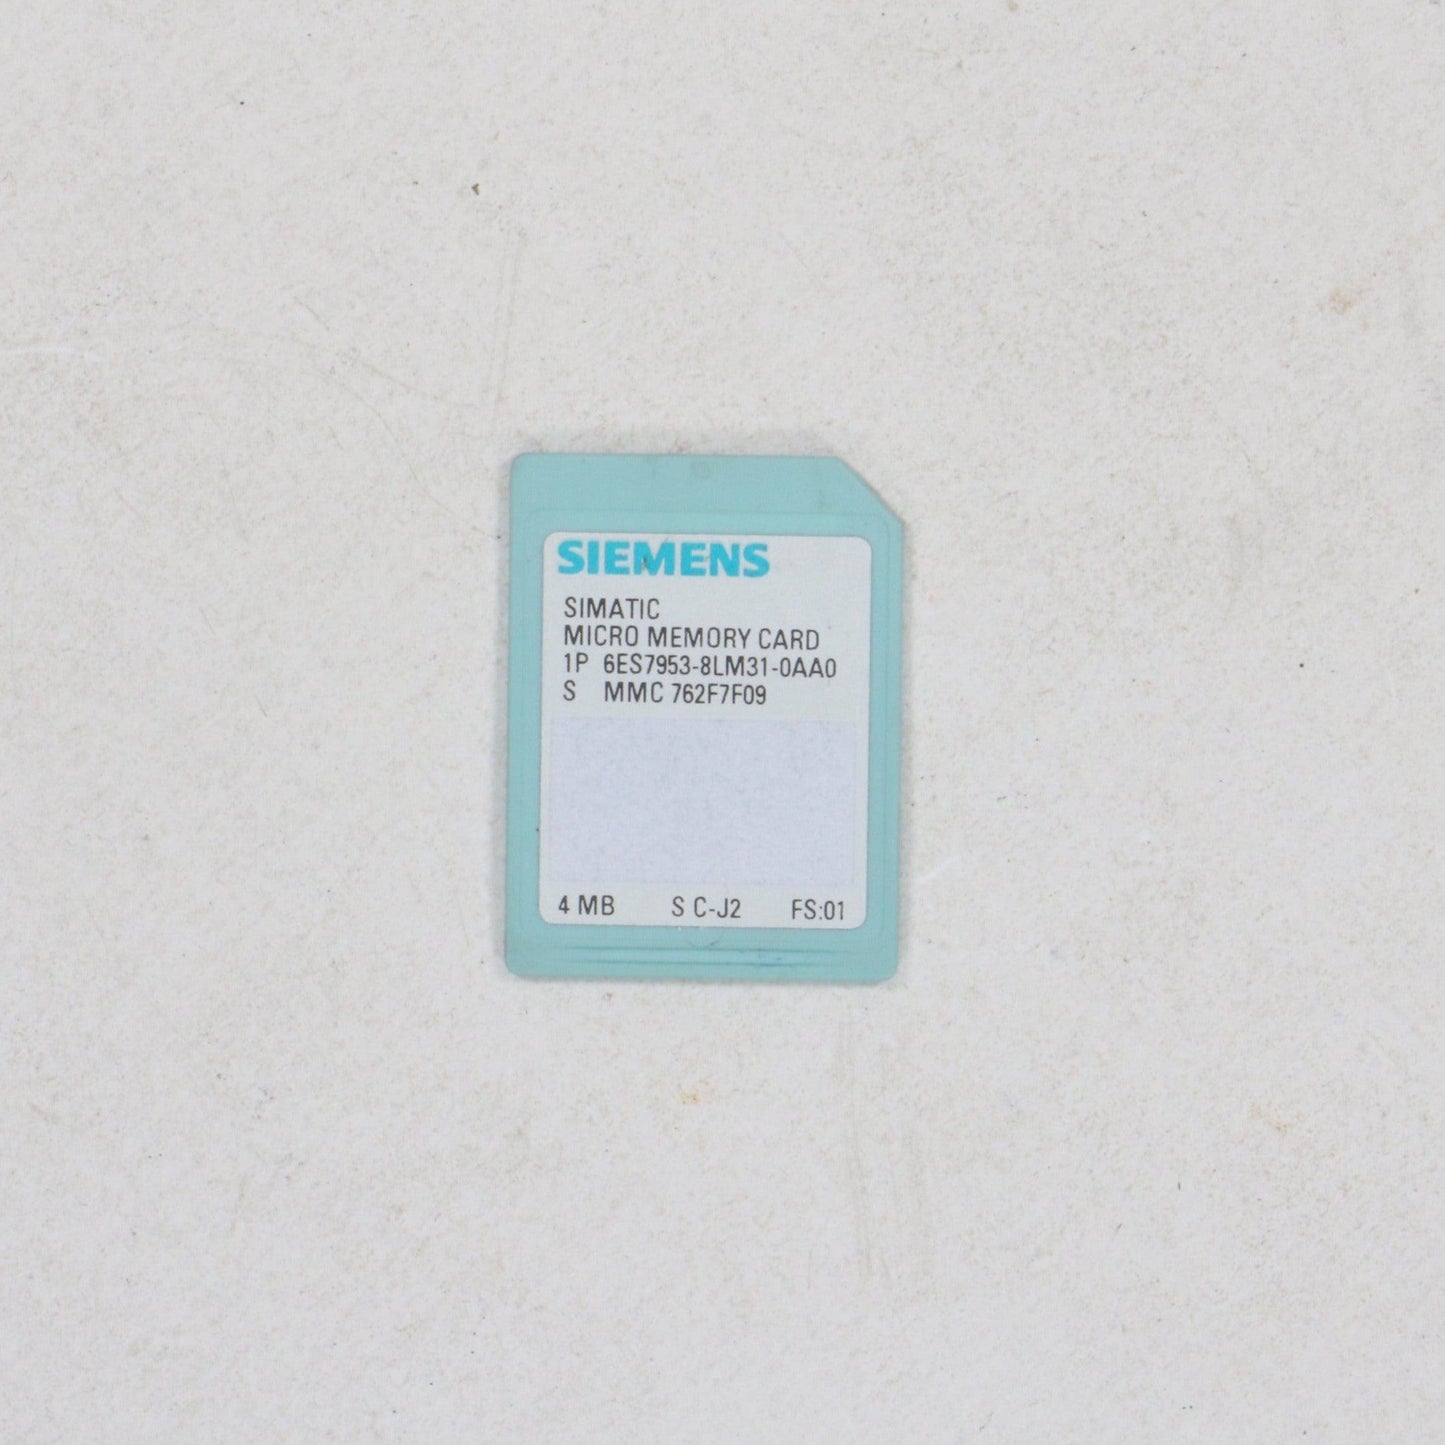 SIEMENS
SIMATIC
MICRO MEMORY CARD
1P 6ES7953-8LM31-0AA0
S MMC 762F7F09
4 MB S C-J2 FS:01